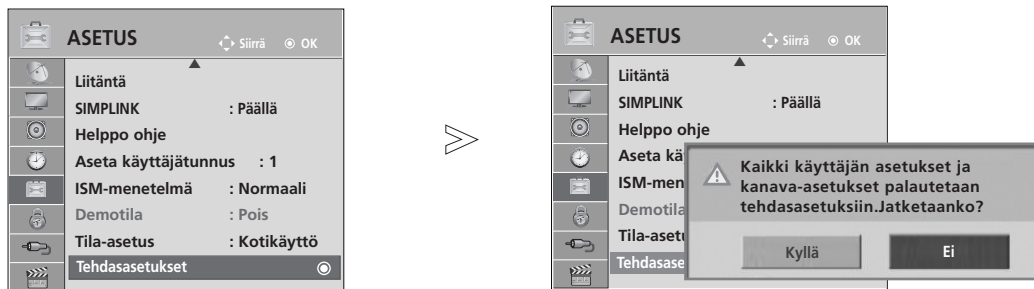 ASETUS
Siirrä OK
Liitäntä
SIMPLINK : Päällä
Helppo ohje
Aseta käyttäjätunnus : 1
ISM-menetelmä : Normaali
Demotila : Pois
Tila-asetus : Kotikäyttö
Tehdasasetukset
ASETUS
Siirrä OK
Liitäntä
SIMPLINK : Päällä
Helppo ohje
Aseta kä
ISM-men
Demotila
Tila-asetu
Tehdasase
Kaikki käyttäjän asetukset ja
kanava-asetukset palautetaan
tehdasasetuksiin.Jatketaanko?
Kyllä Ei